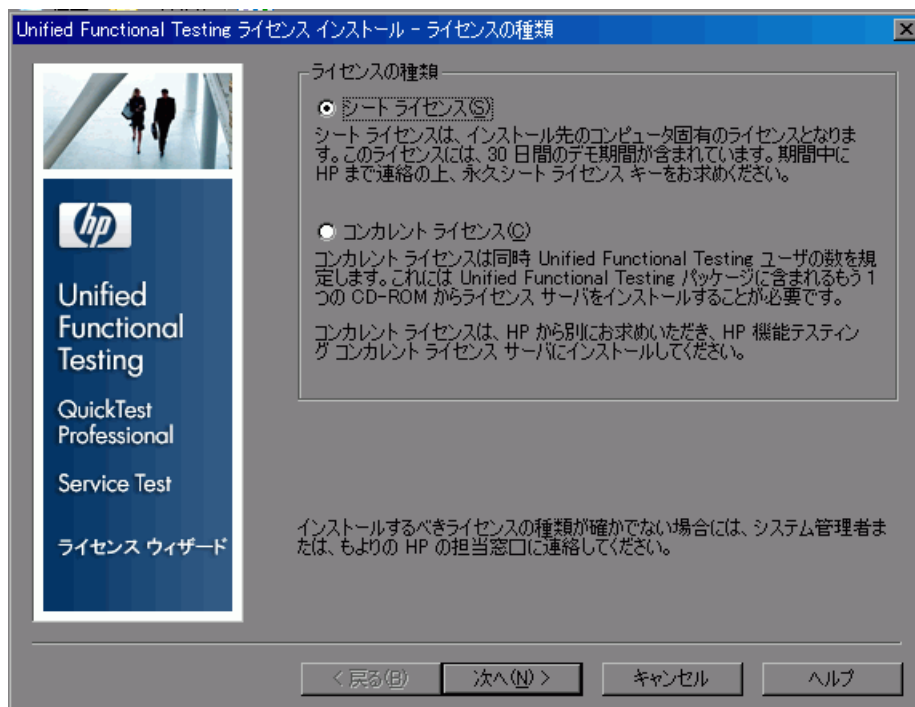 Unified Functional Testing ライセンス インストール - ライセンスの種類
hp
Unified
Functional
Testing
QuickTest
Professional
Service Test
ライセンス ウィザード
ライセンスの種類
シート ライセンス(S)
シート ライセンスは、インストール先のコンピュータ固有のライセンスとなりま
す。このライセンスには、30 日間のデモ期間が含まれています。期間中に
HP まで連絡の上、永久シート ライセンス キーをお求めください。
コンカレント ライセンス(C)
コンカレント ライセンスは同時 Unified Functional Testing ユーザの数を規
定します。これには Unified Functional Testing パッケージに含まれるもう 1
つの CD-ROM からライセンス サーバをインストールすることが必要です。
コンカレント ライセンスは、HP から別にお求めいただき、HP 機能テスティン
グ コンカレント ライセンス サーバにインストールしてください。
インストールするべきライセンスの種類が確かでない場合には、システム管理者ま
たは、もよりの HP の担当窓口に連絡してください。
< 戻る(B)
次へ(N) >
キャンセル
ヘルプ